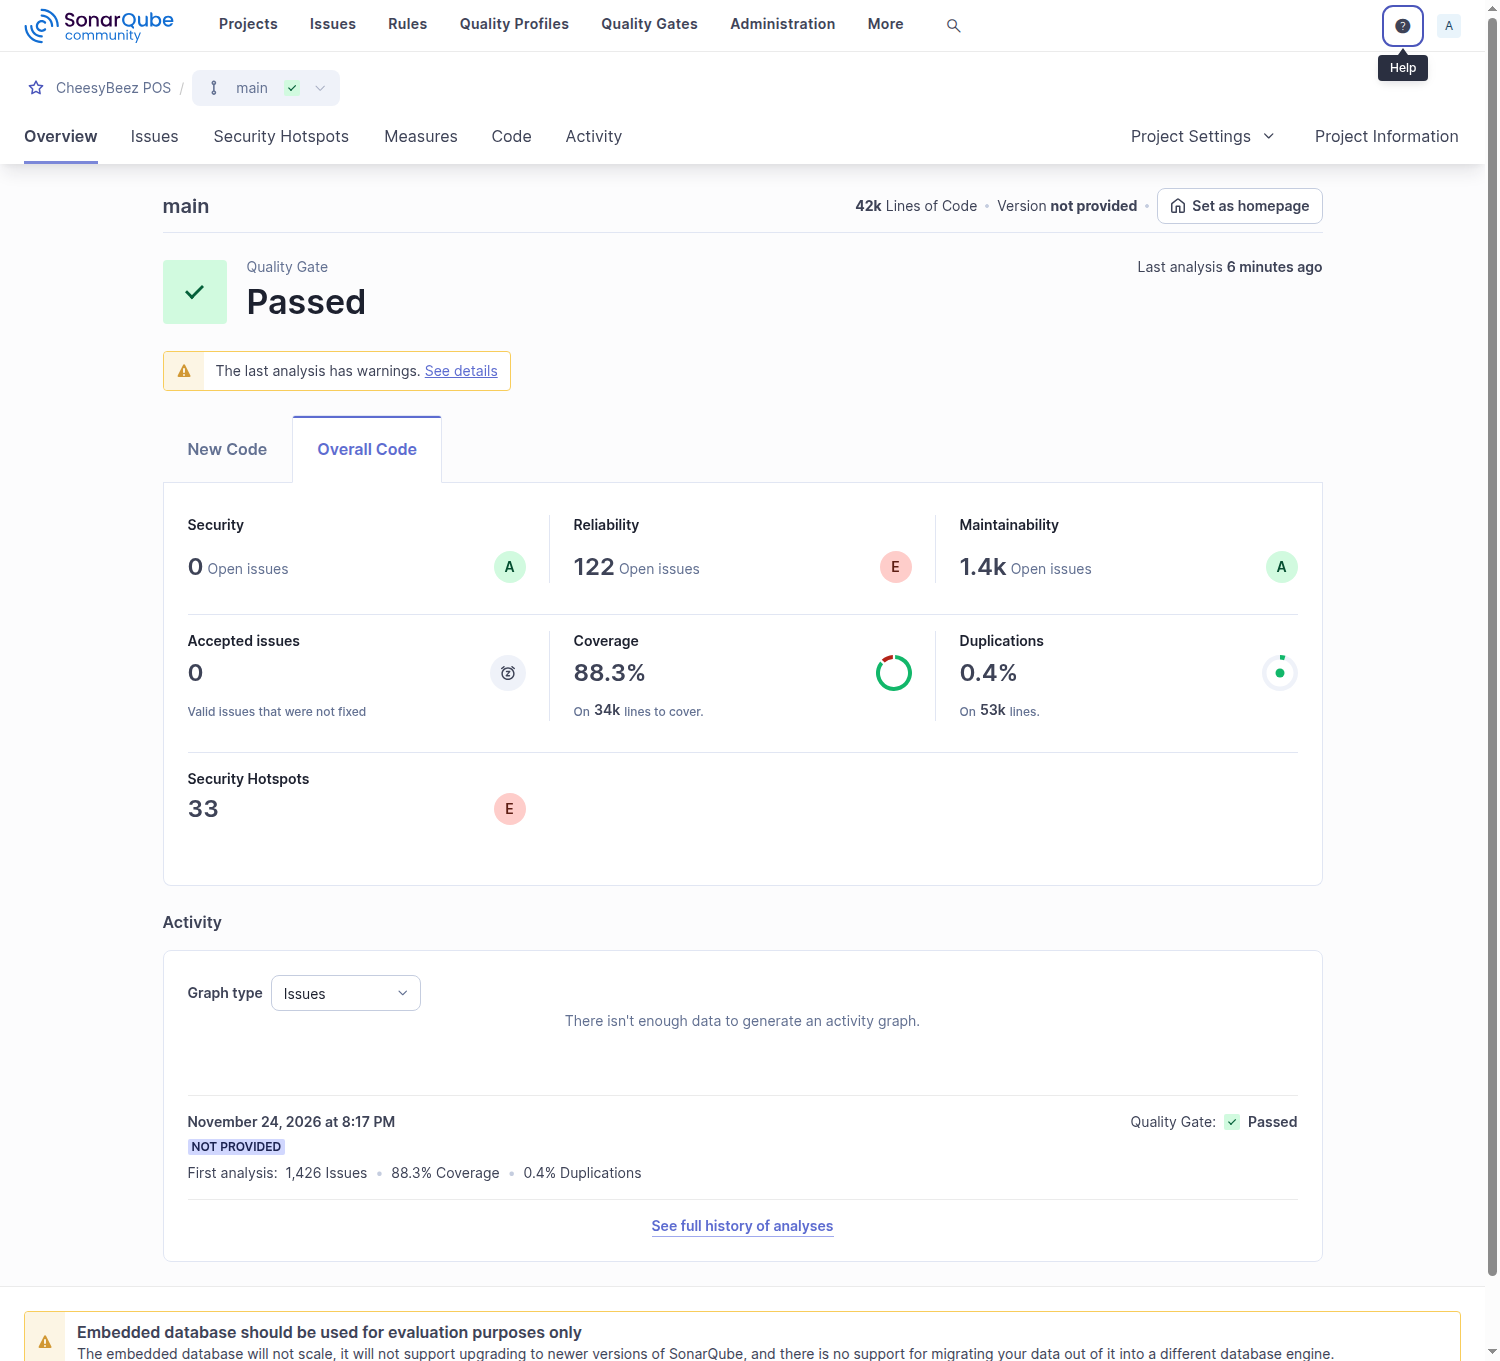 SonarQube community
Projects Issues Rules Quality Profiles Quality Gates Administration More A
Help
CheesyBeez POS / main
Overview Issues Security Hotspots Measures Code Activity Project Settings Project Information
main 42k Lines of Code • Version not provided • Set as homepage
Quality Gate Last analysis 6 minutes ago
Passed
The last analysis has warnings. See details
New Code Overall Code
Security Reliability Maintainability
0 Open issues A 122 Open issues E 1.4k Open issues A
Accepted issues Coverage Duplications
0 88.3% 0.4%
Valid issues that were not fixed On 34k lines to cover. On 53k lines.
Security Hotspots
33 E
Activity
Graph type Issues
There isn't enough data to generate an activity graph.
November 24, 2026 at 8:17 PM Quality Gate: Passed
NOT PROVIDED
First analysis: 1,426 Issues • 88.3% Coverage • 0.4% Duplications
See full history of analyses
Embedded database should be used for evaluation purposes only
The embedded database will not scale, it will not support upgrading to newer versions of SonarQube, and there is no support for migrating your data out of it into a different database engine.